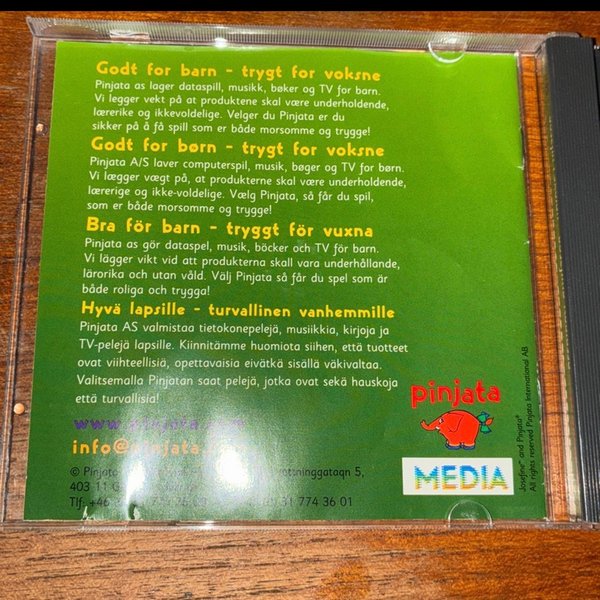 Godt for barn - trygt for voksne
Pinjata as lager dataspill, musikk, bøker og TV for barn.
Vi legger vekt på at produktene skal være underholdende,
lærerike og ikkevoldelige. Velger du Pinjata er du
sikker på å få spill som er både morsomme og trygge!
Godt for børn - trygt for voksne
Pinjata A/S laver computerspil, musik, bøger og TV for børn.
Vi lægger vægt på, at produkterne skal være underholdende,
lærerige og ikke-voldelige. Vælg Pinjata, så får du spil,
som er både morsomme og trygge!
Bra för barn - tryggt för vuxna
Pinjata as gör dataspel, musik, böcker och TV för barn.
Vi lägger vikt vid att produkterna skall vara underhållande,
lärorika och utan våld. Välj Pinjata så får du spel som är
både roliga och trygga!
Hyvä lapsille - turvallinen vanhemmille
Pinjata AS valmistaa tietokonepelejä, musiikkia, kirjoja ja
TV-pelejä lapsille. Kiinnitämme huomiota siihen, että tuotteet
ovat viihteellisiä, opettavaisia eivätkä sisällä väkivaltaa.
Valitsemalla Pinjatan saat pelejä, jotka ovat sekä hauskoja
että turvallisia!
© Pinjata
403 11
Tlf. +46 31 774 36 01
pinjata
MEDIA
Josefine® and Pinjata®
All rights reserved Pinjata International AB